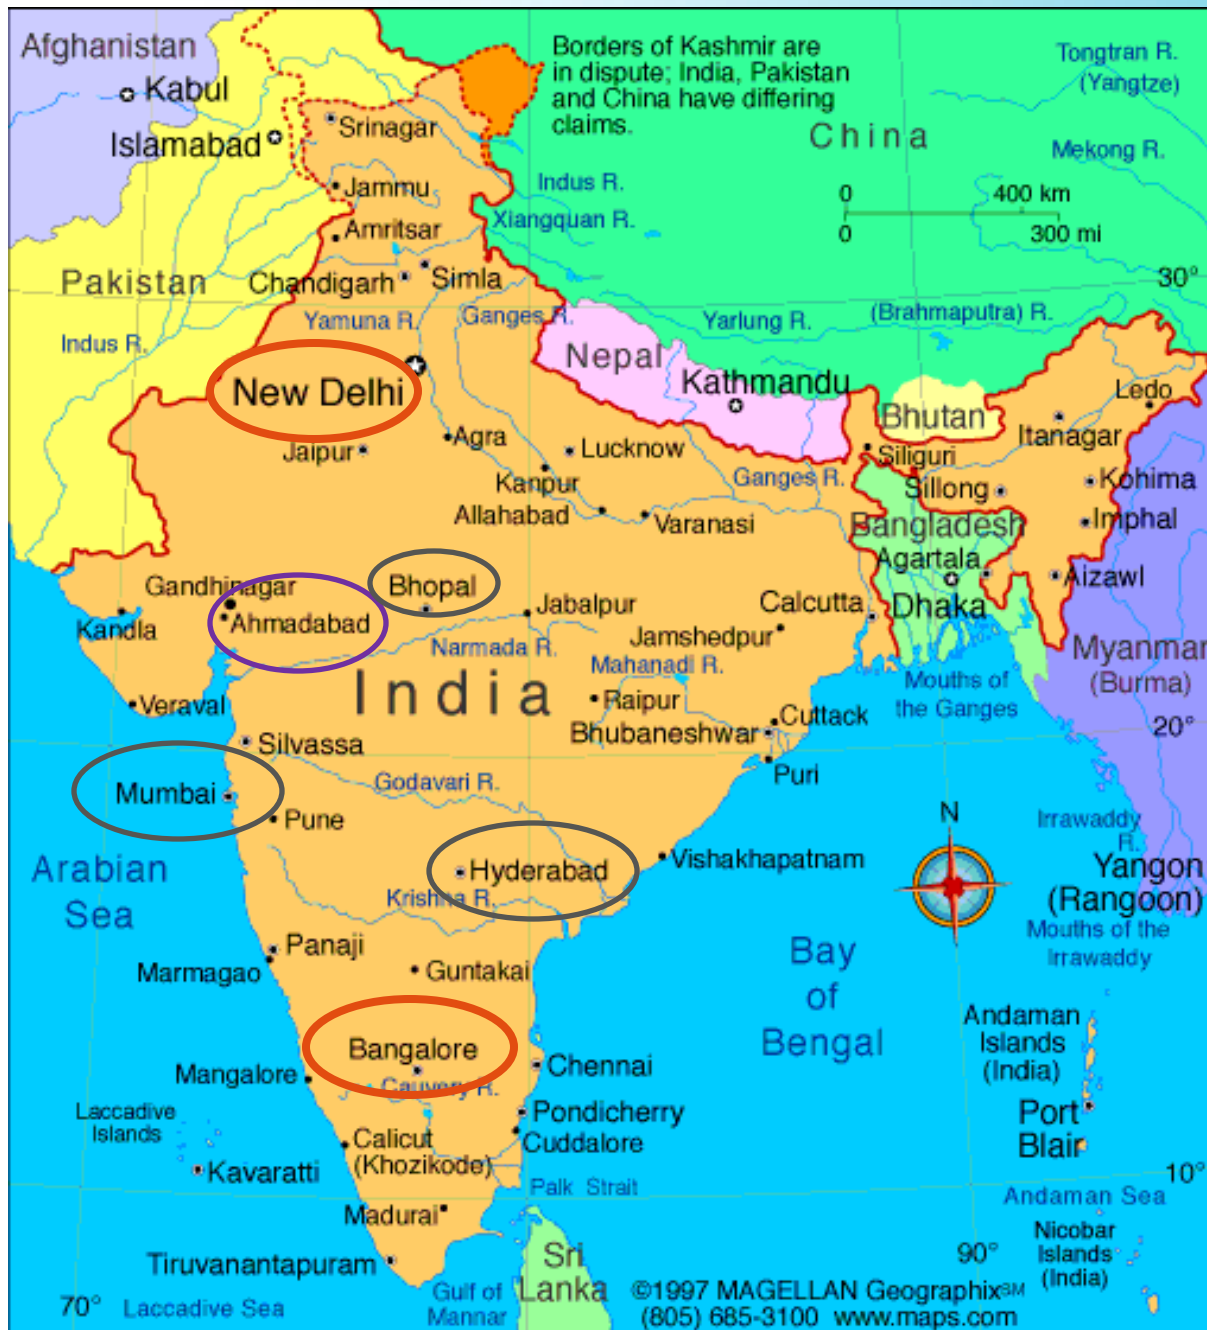 Afghanistan
Kabul
Islamabad
Borders of Kashmir are
in dispute; India, Pakistan
and China have differing
claims.
Tongtran R.
(Yangtze)
China
Mekong R.
Srinagar
Jammu
Indus R.
Xiangquan R.
0 400 km
0 300 mi
Amritsar
Pakistan
Chandigarh
Simla
30°
Indus R.
Yamuna R.
Ganges R.
Yarlung R.
(Brahmaputra) R.
Nepal
Kathmandu
New Delhi
Bhutan
Ledo
Itanagar
Jaipur
Agra
Lucknow
Siliguri
Kanpur
Ganges R.
Sillong
Kohima
Allahabad
Varanasi
Bangladesh
Imphal
Agartala
Aizawl
Gandhinagar
Bhopal
Jabalpur
Calcutta
Dhaka
Kandla
Ahmadabad
Jamshedpur
Narmada R.
Mahanadi R.
Myanmar
(Burma)
India
Raipur
Mouths of
the Ganges
Veraval
Cuttack
Bhubaneshwar
20°
Silvassa
Puri
Mumbai
Godavari R.
Pune
N
Irrawaddy
R.
Arabian
Sea
Hyderabad
Vishakhapatnam
Yangon
(Rangoon)
Krishna R.
Mouths of the
Irrawaddy
Panaji
Marmagao
Guntakai
Bay
of
Bengal
Andaman
Islands
(India)
Bangalore
Chennai
Mangalore
Cauvery R.
Port
Blair
Laccadive
Islands
Pondicherry
Cuddalore
Calicut
(Khozikode)
Kavaratti
Palk Strait
10°
Andaman Sea
Madurai
Nicobar
Islands
(India)
Tiruvanantapuram
Sri
Lanka
90°
70°
Laccadive Sea
Gulf of
Mannar
©1997 MAGELLAN Geographix℠
(805) 685-3100 www.maps.com